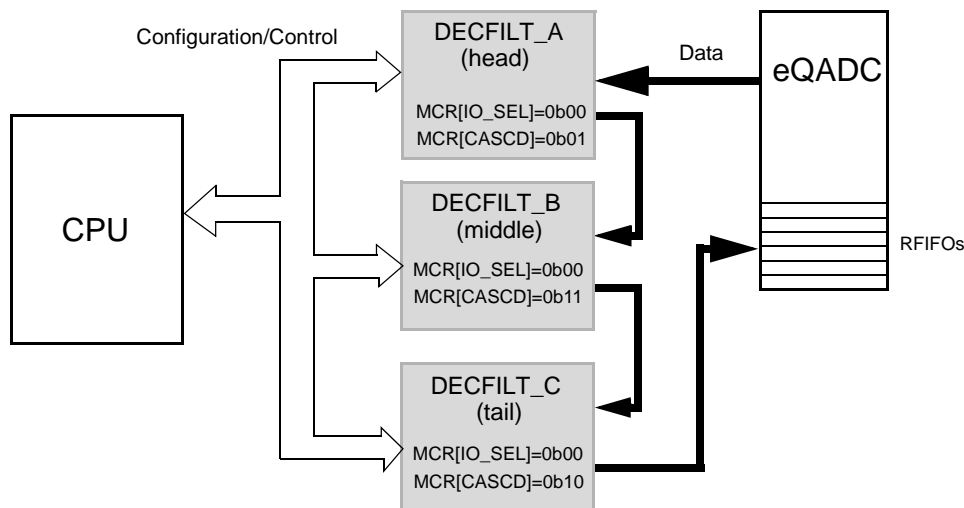 Configuration/Control
DECFILT_A
(head)
MCR[IO_SEL]=0b00
MCR[CASCD]=0b01
Data
eQADC
CPU
DECFILT_B
(middle)
MCR[IO_SEL]=0b00
MCR[CASCD]=0b11
RFIFOs
DECFILT_C
(tail)
MCR[IO_SEL]=0b00
MCR[CASCD]=0b10